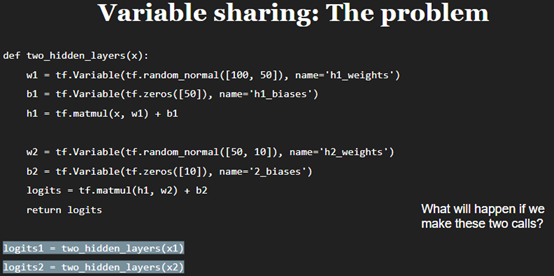 Variable sharing: The problem
def two_hidden_layers(x):
    w1 = tf.Variable(tf.random_normal([100, 50]), name='h1_weights')
    b1 = tf.Variable(tf.zeros([50]), name='h1_biases')
    h1 = tf.matmul(x, w1) + b1
    w2 = tf.Variable(tf.random_normal([50, 10]), name='h2_weights')
    b2 = tf.Variable(tf.zeros([10]), name='2_biases')
    logits = tf.matmul(h1, w2) + b2
    return logits
What will happen if we
make these two calls?
logits1 = two_hidden_layers(x1)
logits2 = two_hidden_layers(x2)